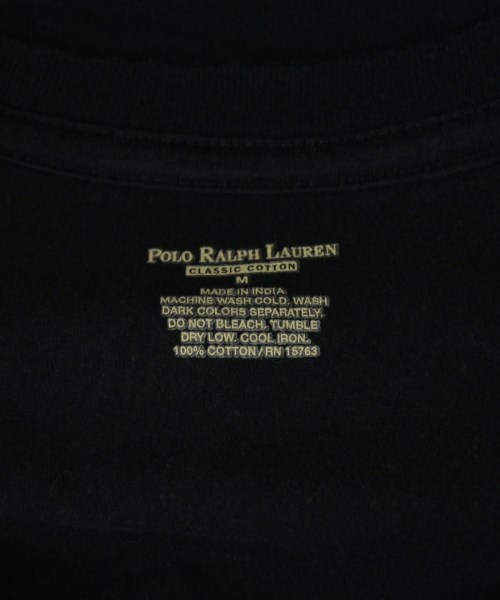 POLO RALPH LAUREN
CLASSIC COTTON
M
MADE IN INDIA
MACHINE WASH COLD. WASH
DARK COLORS SEPARATELY.
DO NOT BLEACH. TUMBLE
DRY LOW. COOL IRON.
100% COTTON / RN 15763